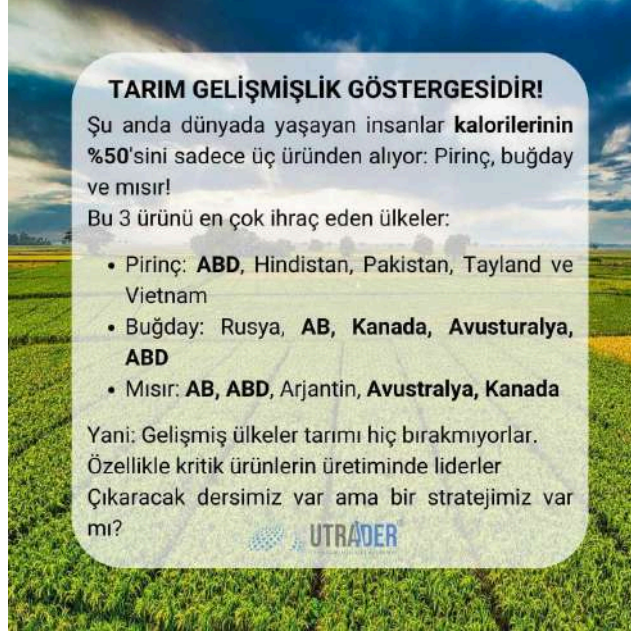 TARIM GELİŞMİŞLİK GÖSTERGESİDİR!
Şu anda dünyada yaşayan insanlar kalorilerinin
%50'sini sadece üç üründen alıyor: Pirinç, buğday
ve mısır!
Bu 3 ürünü en çok ihraç eden ülkeler:
• Pirinç: ABD, Hindistan, Pakistan, Tayland ve
Vietnam
• Buğday: Rusya, AB, Kanada, Avusturalya,
ABD
• Mısır: AB, ABD, Arjantin, Avustralya, Kanada
Yani: Gelişmiş ülkeler tarımı hiç bırakmıyorlar.
Özellikle kritik ürünlerin üretiminde liderler
Çıkaracak dersimiz var ama bir stratejimiz var
mı?
UTRADER